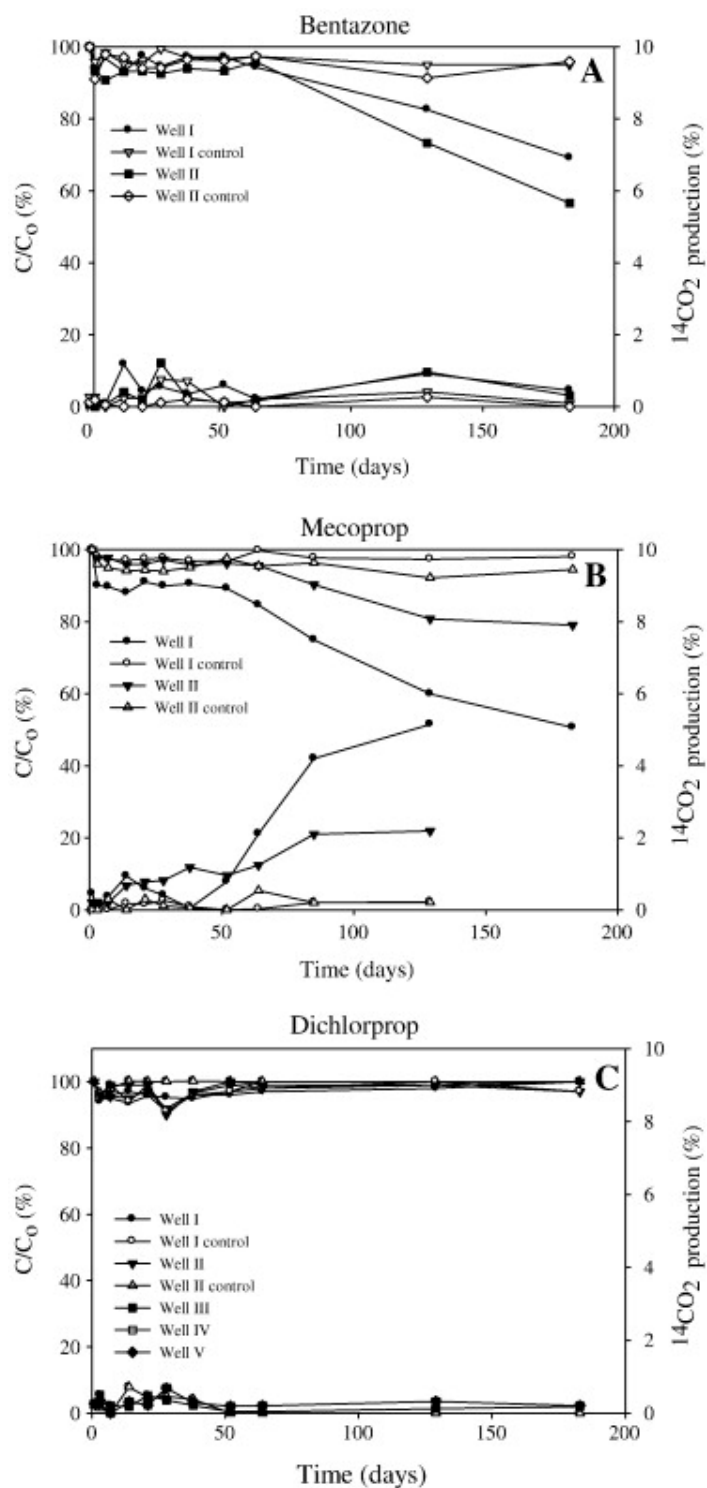 Bentazone
100
80
60
40
20
0
C/Co (%)
10
8
6
4
2
0
14CO2 production (%)
A
Well I
Well I control
Well II
Well II control
0 50 100 150 200
Time (days)
Mecoprop
100
80
60
40
20
0
C/Co (%)
10
8
6
4
2
0
14CO2 production (%)
B
Well I
Well I control
Well II
Well II control
0 50 100 150 200
Time (days)
Dichlorprop
100
80
60
40
20
0
C/Co (%)
10
8
6
4
2
0
14CO2 production (%)
C
Well I
Well I control
Well II
Well II control
Well III
Well IV
Well V
0 50 100 150 200
Time (days)